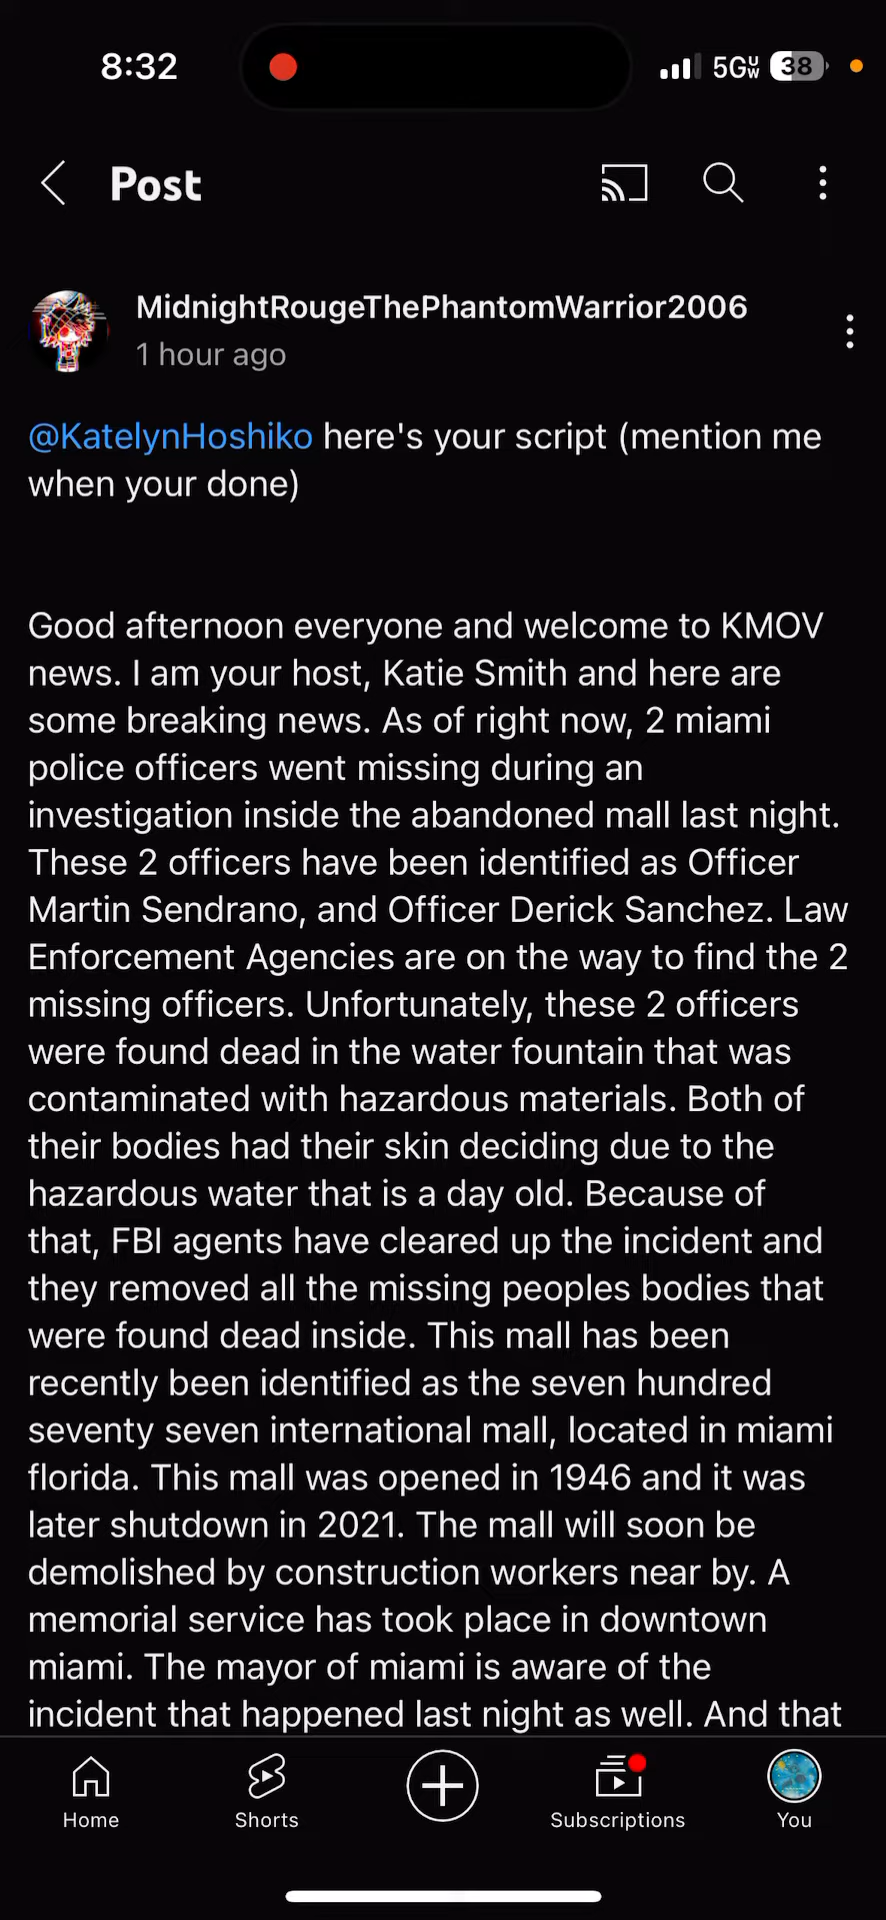 8:32
5GUW 38
Post
MidnightRougeThePhantomWarrior2006
1 hour ago
@KatelynHoshiko here's your script (mention me
when your done)
Good afternoon everyone and welcome to KMOV
news. I am your host, Katie Smith and here are
some breaking news. As of right now, 2 miami
police officers went missing during an
investigation inside the abandoned mall last night.
These 2 officers have been identified as Officer
Martin Sendrano, and Officer Derick Sanchez. Law
Enforcement Agencies are on the way to find the 2
missing officers. Unfortunately, these 2 officers
were found dead in the water fountain that was
contaminated with hazardous materials. Both of
their bodies had their skin deciding due to the
hazardous water that is a day old. Because of
that, FBI agents have cleared up the incident and
they removed all the missing peoples bodies that
were found dead inside. This mall has been
recently been identified as the seven hundred
seventy seven international mall, located in miami
florida. This mall was opened in 1946 and it was
later shutdown in 2021. The mall will soon be
demolished by construction workers near by. A
memorial service has took place in downtown
miami. The mayor of miami is aware of the
incident that happened last night as well. And that
Home Shorts Subscriptions You